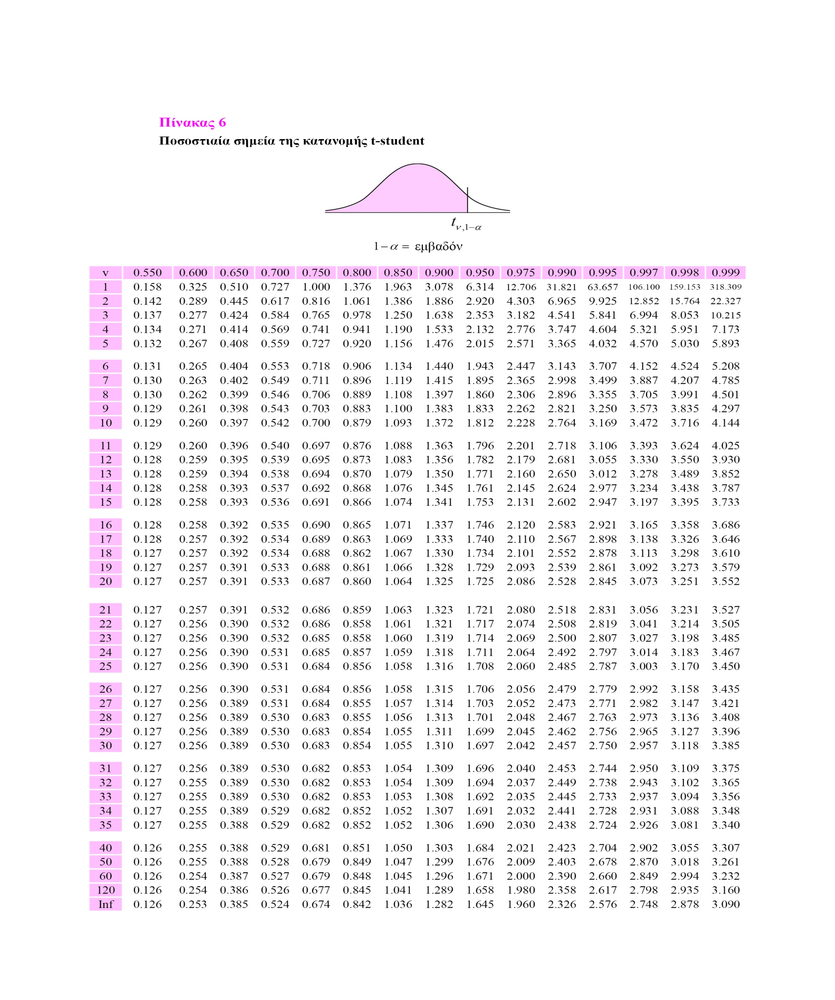 Πίνακας 6
Ποσοστιαία σημεία της κατανομής t-student
t ν,1−α
1−α = εμβαδόν
v 0.550 0.600 0.650 0.700 0.750 0.800 0.850 0.900 0.950 0.975 0.990 0.995 0.997 0.998 0.999
1 0.158 0.325 0.510 0.727 1.000 1.376 1.963 3.078 6.314 12.706 31.821 63.657 106.100 159.153 318.309
2 0.142 0.289 0.445 0.617 0.816 1.061 1.386 1.886 2.920 4.303 6.965 9.925 12.852 15.764 22.327
3 0.137 0.277 0.424 0.584 0.765 0.978 1.250 1.638 2.353 3.182 4.541 5.841 6.994 8.053 10.215
4 0.134 0.271 0.414 0.569 0.741 0.941 1.190 1.533 2.132 2.776 3.747 4.604 5.321 5.951 7.173
5 0.132 0.267 0.408 0.559 0.727 0.920 1.156 1.476 2.015 2.571 3.365 4.032 4.570 5.030 5.893
6 0.131 0.265 0.404 0.553 0.718 0.906 1.134 1.440 1.943 2.447 3.143 3.707 4.152 4.524 5.208
7 0.130 0.263 0.402 0.549 0.711 0.896 1.119 1.415 1.895 2.365 2.998 3.499 3.887 4.207 4.785
8 0.130 0.262 0.399 0.546 0.706 0.889 1.108 1.397 1.860 2.306 2.896 3.355 3.705 3.991 4.501
9 0.129 0.261 0.398 0.543 0.703 0.883 1.100 1.383 1.833 2.262 2.821 3.250 3.573 3.835 4.297
10 0.129 0.260 0.397 0.542 0.700 0.879 1.093 1.372 1.812 2.228 2.764 3.169 3.472 3.716 4.144
11 0.129 0.260 0.396 0.540 0.697 0.876 1.088 1.363 1.796 2.201 2.718 3.106 3.393 3.624 4.025
12 0.128 0.259 0.395 0.539 0.695 0.873 1.083 1.356 1.782 2.179 2.681 3.055 3.330 3.550 3.930
13 0.128 0.259 0.394 0.538 0.694 0.870 1.079 1.350 1.771 2.160 2.650 3.012 3.278 3.489 3.852
14 0.128 0.258 0.393 0.537 0.692 0.868 1.076 1.345 1.761 2.145 2.624 2.977 3.234 3.438 3.787
15 0.128 0.258 0.393 0.536 0.691 0.866 1.074 1.341 1.753 2.131 2.602 2.947 3.197 3.395 3.733
16 0.128 0.258 0.392 0.535 0.690 0.865 1.071 1.337 1.746 2.120 2.583 2.921 3.165 3.358 3.686
17 0.128 0.257 0.392 0.534 0.689 0.863 1.069 1.333 1.740 2.110 2.567 2.898 3.138 3.326 3.646
18 0.127 0.257 0.392 0.534 0.688 0.862 1.067 1.330 1.734 2.101 2.552 2.878 3.113 3.298 3.610
19 0.127 0.257 0.391 0.533 0.688 0.861 1.066 1.328 1.729 2.093 2.539 2.861 3.092 3.273 3.579
20 0.127 0.257 0.391 0.533 0.687 0.860 1.064 1.325 1.725 2.086 2.528 2.845 3.073 3.251 3.552
21 0.127 0.257 0.391 0.532 0.686 0.859 1.063 1.323 1.721 2.080 2.518 2.831 3.056 3.231 3.527
22 0.127 0.256 0.390 0.532 0.686 0.858 1.061 1.321 1.717 2.074 2.508 2.819 3.041 3.214 3.505
23 0.127 0.256 0.390 0.532 0.685 0.858 1.060 1.319 1.714 2.069 2.500 2.807 3.027 3.198 3.485
24 0.127 0.256 0.390 0.531 0.685 0.857 1.059 1.318 1.711 2.064 2.492 2.797 3.014 3.183 3.467
25 0.127 0.256 0.390 0.531 0.684 0.856 1.058 1.316 1.708 2.060 2.485 2.787 3.003 3.170 3.450
26 0.127 0.256 0.390 0.531 0.684 0.856 1.058 1.315 1.706 2.056 2.479 2.779 2.992 3.158 3.435
27 0.127 0.256 0.389 0.531 0.684 0.855 1.057 1.314 1.703 2.052 2.473 2.771 2.982 3.147 3.421
28 0.127 0.256 0.389 0.530 0.683 0.855 1.056 1.313 1.701 2.048 2.467 2.763 2.973 3.136 3.408
29 0.127 0.256 0.389 0.530 0.683 0.854 1.055 1.311 1.699 2.045 2.462 2.756 2.965 3.127 3.396
30 0.127 0.256 0.389 0.530 0.683 0.854 1.055 1.310 1.697 2.042 2.457 2.750 2.957 3.118 3.385
31 0.127 0.256 0.389 0.530 0.682 0.853 1.054 1.309 1.696 2.040 2.453 2.744 2.950 3.109 3.375
32 0.127 0.255 0.389 0.530 0.682 0.853 1.054 1.309 1.694 2.037 2.449 2.738 2.943 3.102 3.365
33 0.127 0.255 0.389 0.530 0.682 0.853 1.053 1.308 1.692 2.035 2.445 2.733 2.937 3.094 3.356
34 0.127 0.255 0.389 0.529 0.682 0.852 1.052 1.307 1.691 2.032 2.441 2.728 2.931 3.088 3.348
35 0.127 0.255 0.388 0.529 0.682 0.852 1.052 1.306 1.690 2.030 2.438 2.724 2.926 3.081 3.340
40 0.126 0.255 0.388 0.529 0.681 0.851 1.050 1.303 1.684 2.021 2.423 2.704 2.902 3.055 3.307
50 0.126 0.255 0.388 0.528 0.679 0.849 1.047 1.299 1.676 2.009 2.403 2.678 2.870 3.018 3.261
60 0.126 0.254 0.387 0.527 0.679 0.848 1.045 1.296 1.671 2.000 2.390 2.660 2.849 2.994 3.232
120 0.126 0.254 0.386 0.526 0.677 0.845 1.041 1.289 1.658 1.980 2.358 2.617 2.798 2.935 3.160
Inf 0.126 0.253 0.385 0.524 0.674 0.842 1.036 1.282 1.645 1.960 2.326 2.576 2.748 2.878 3.090